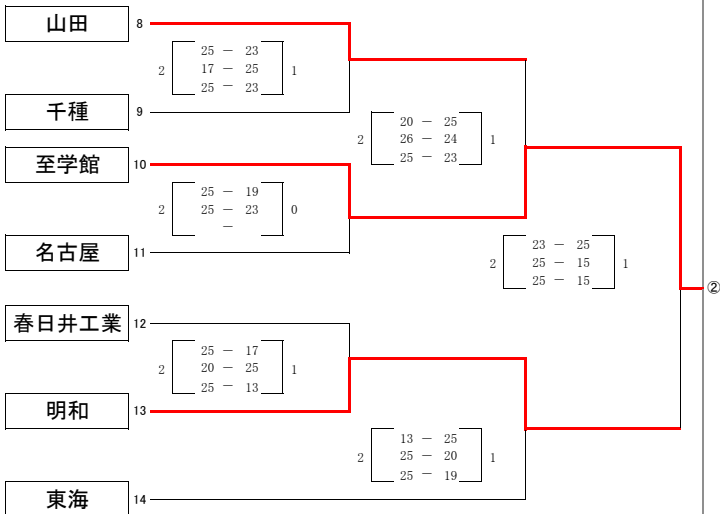 山田 8
25 － 23
2 17 － 25 1
25 － 23
千種 9
20 － 25
2 26 － 24 1
25 － 23
至学館 10
25 － 19
2 25 － 23 0
－
名古屋 11
23 － 25
2 25 － 15 1
25 － 15
②
春日井工業 12
25 － 17
2 20 － 25 1
25 － 13
明和 13
13 － 25
2 25 － 20 1
25 － 19
東海 14